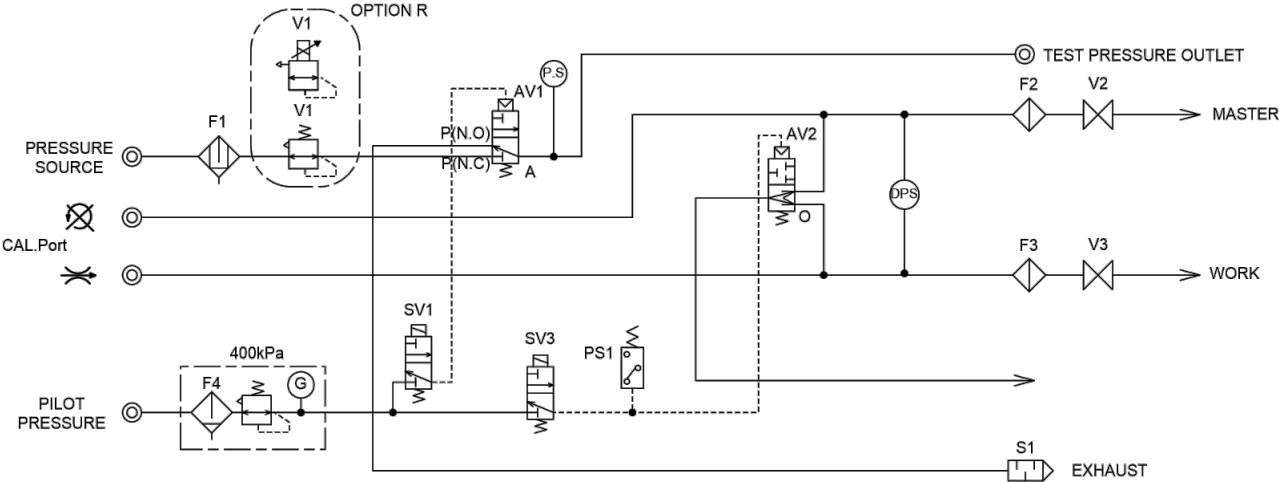 OPTION R
V1
V1
F1
PRESSURE
SOURCE
P(N.O)
P(N.C)
AV1
A
P.S
TEST PRESSURE OUTLET
F2
V2
MASTER
AV2
O
DPS
CAL.Port
F3
V3
WORK
SV1
SV3
PS1
400kPa
F4
G
PILOT
PRESSURE
S1
EXHAUST